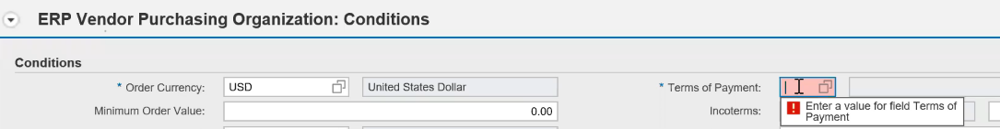 ERP Vendor Purchasing Organization: Conditions
Conditions
* Order Currency: USD United States Dollar * Terms of Payment:
Minimum Order Value: 0.00 Incoterms:
Enter a value for field Terms of
Payment